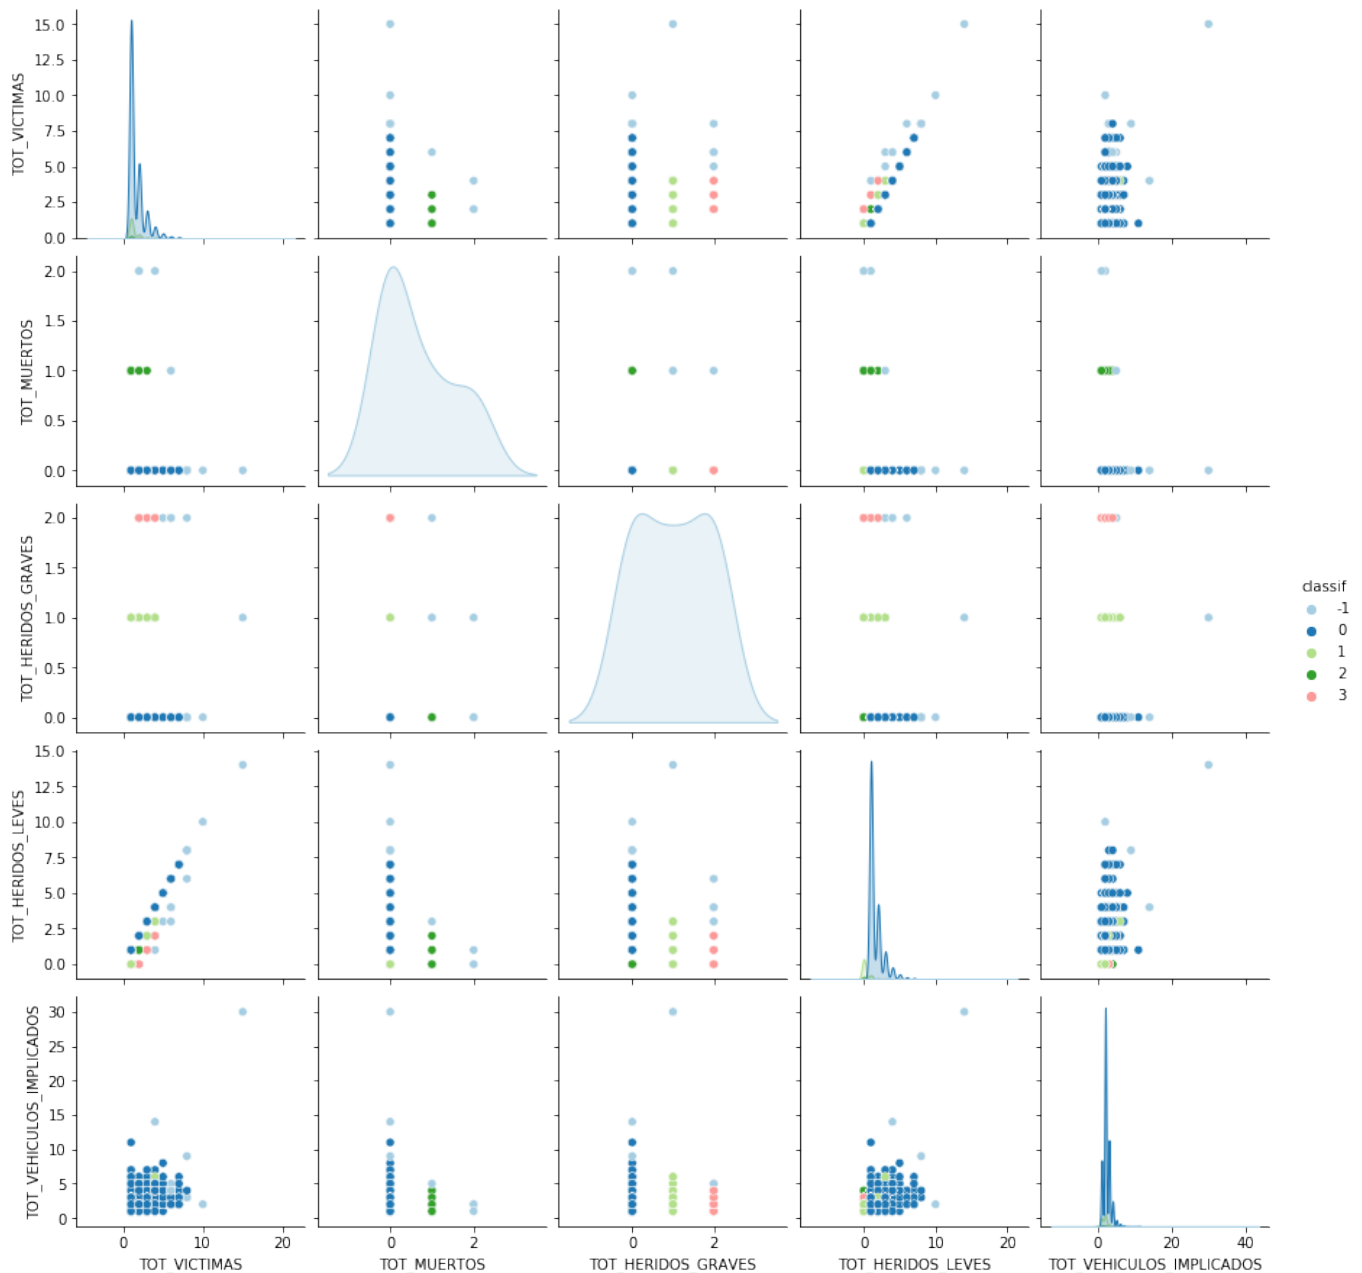 15.0
12.5
10.0
7.5
5.0
2.5
0.0
TOT_VICTIMAS
2.0
1.5
1.0
0.5
0.0
TOT_MUERTOS
2.0
1.5
1.0
0.5
0.0
TOT_HERIDOS_GRAVES
classif
-1
0
1
2
3
15.0
12.5
10.0
7.5
5.0
2.5
0.0
TOT_HERIDOS_LEVES
30
25
20
15
10
5
0
TOT_VEHICULOS_IMPLICADOS
0 10 20
0 2
0 2
0 10 20
0 20 40
TOT_VICTIMAS
TOT_MUERTOS
TOT_HERIDOS_GRAVES
TOT_HERIDOS_LEVES
TOT_VEHICULOS_IMPLICADOS